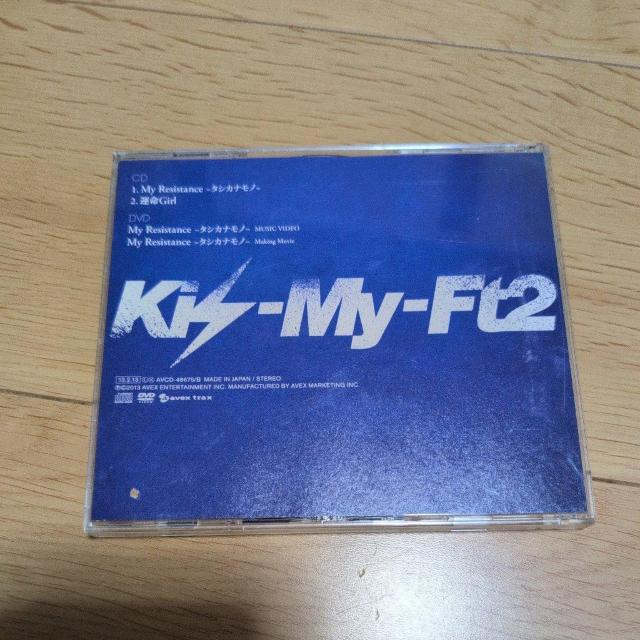 CD
1. My Resistance -タシカナモノ-
2. 運命Girl
DVD
My Resistance -タシカナモノ- MUSIC VIDEO
My Resistance -タシカナモノ- Making Movie
Kis-My-Ft2
AVCD-48675/B MADE IN JAPAN / STEREO
℗©2013 AVEX ENTERTAINMENT INC. MANUFACTURED BY AVEX MARKETING INC.
DVD avex trax